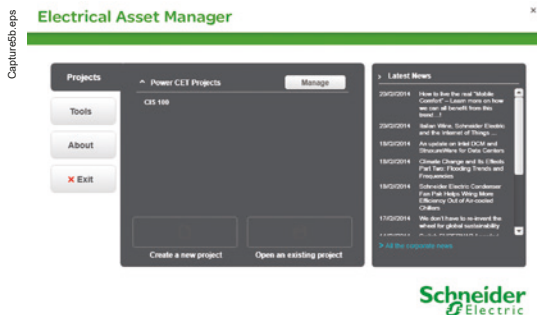 Capture5b.eps
Electrical Asset Manager
×
Projects
Tools
About
× Exit
Power CET Projects
Manage
CIS 100
Create a new project
Open an existing project
Latest News
20/02/2014 How to live the real "Mobile
Comfort" – Learn more on how
we can all benefit from this
trend…!
20/02/2014 Italian Wine, Schneider Electric
and the Internet of Things …
18/02/2014 An update on Intel DCM and
StruxureWare for Data Centers
18/02/2014 Climate Change and Its Effects
Part Two: Flooding Trends and
Frequencies
18/02/2014 Schneider Electric Condenser
Fan Pak Helps Wring More
Efficiency Out of Air-cooled
Chillers
17/02/2014 We don't have to re-invent the
wheel for global sustainability
> All the corporate news
Schneider
Electric